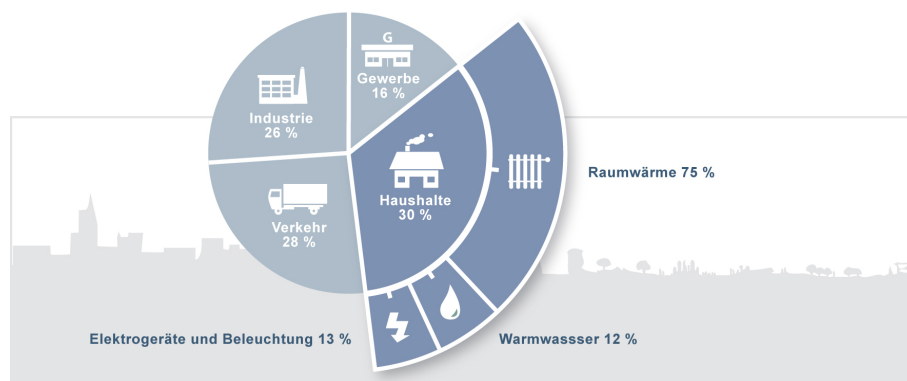 G
Gewerbe
16 %
Industrie
26 %
Haushalte
30 %
Verkehr
28 %
Raumwärme 75 %
Elektrogeräte und Beleuchtung 13 %
Warmwassser 12 %